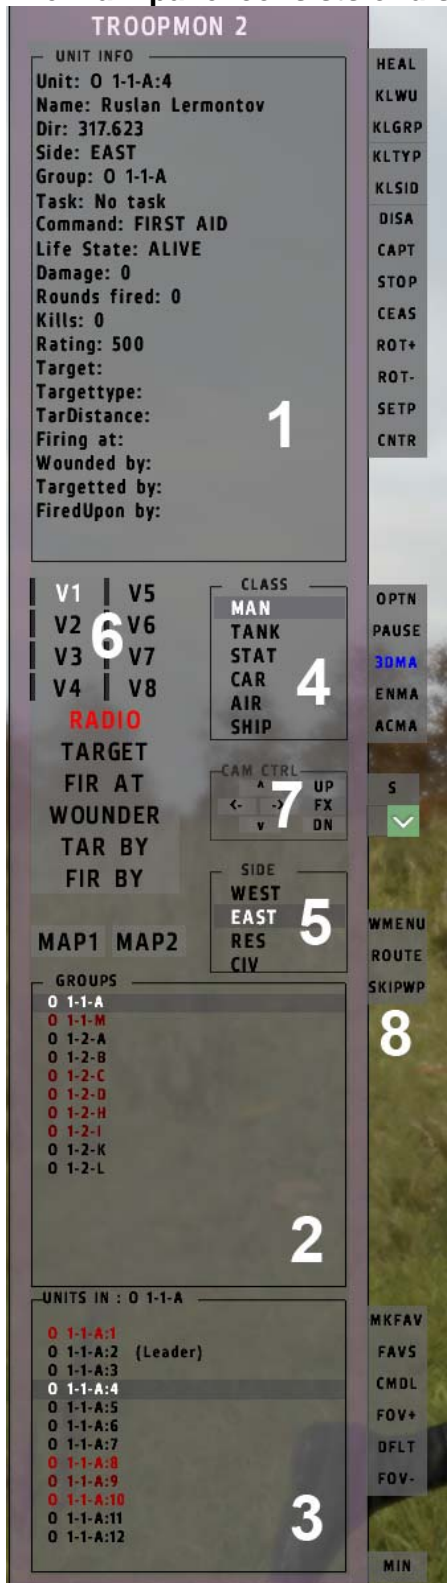 TROOPMON 2
UNIT INFO
Unit: O 1-1-A:4
Name: Ruslan Lermontov
Dir: 317.623
Side: EAST
Group: O 1-1-A
Task: No task
Command: FIRST AID
Life State: ALIVE
Damage: 0
Rounds fired: 0
Kills: 0
Rating: 500
Target:
Targettype:
TarDistance:
Firing at:
Wounded by:
Targetted by:
FiredUpon by:
1
HEAL
KLWU
KLGRP
KLTYP
KLSID
DISA
CAPT
STOP
CEAS
ROT+
ROT-
SETP
CNTR
V1 V5
V2 V6
V3 V7
V4 V8
6
RADIO
TARGET
FIR AT
WOUNDER
TAR BY
FIR BY
MAP1 MAP2
CLASS
MAN
TANK
STAT
CAR
AIR
SHIP
4
CAM CTRL
^ UP
<- -> FX
v DN
7
SIDE
WEST
EAST
RES
CIV
5
OPTN
PAUSE
3DMA
ENMA
ACMA
S
WMENU
ROUTE
SKIPWP
8
GROUPS
O 1-1-A
O 1-1-M
O 1-2-A
O 1-2-B
O 1-2-C
O 1-2-D
O 1-2-H
O 1-2-I
O 1-2-K
O 1-2-L
2
UNITS IN : O 1-1-A
O 1-1-A:1
O 1-1-A:2 (Leader)
O 1-1-A:3
O 1-1-A:4
O 1-1-A:5
O 1-1-A:6
O 1-1-A:7
O 1-1-A:8
O 1-1-A:9
O 1-1-A:10
O 1-1-A:11
O 1-1-A:12
3
MKFAV
FAVS
CMDL
FOV+
DFLT
FOV-
MIN